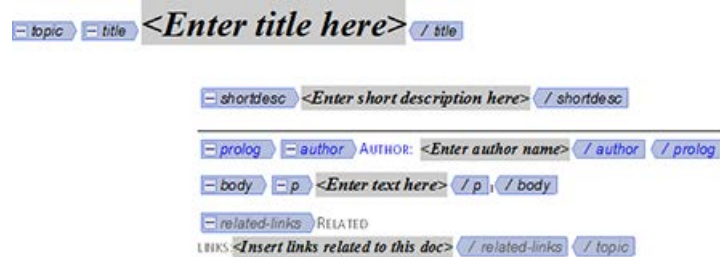 topic title <Enter title here> / title
shortdesc <Enter short description here> / shortdesc
prolog author AUTHOR: <Enter author name> / author / prolog
body p <Enter text here> / p / body
related-links RELATED
LINKS: <Insert links related to this doc> / related-links / topic